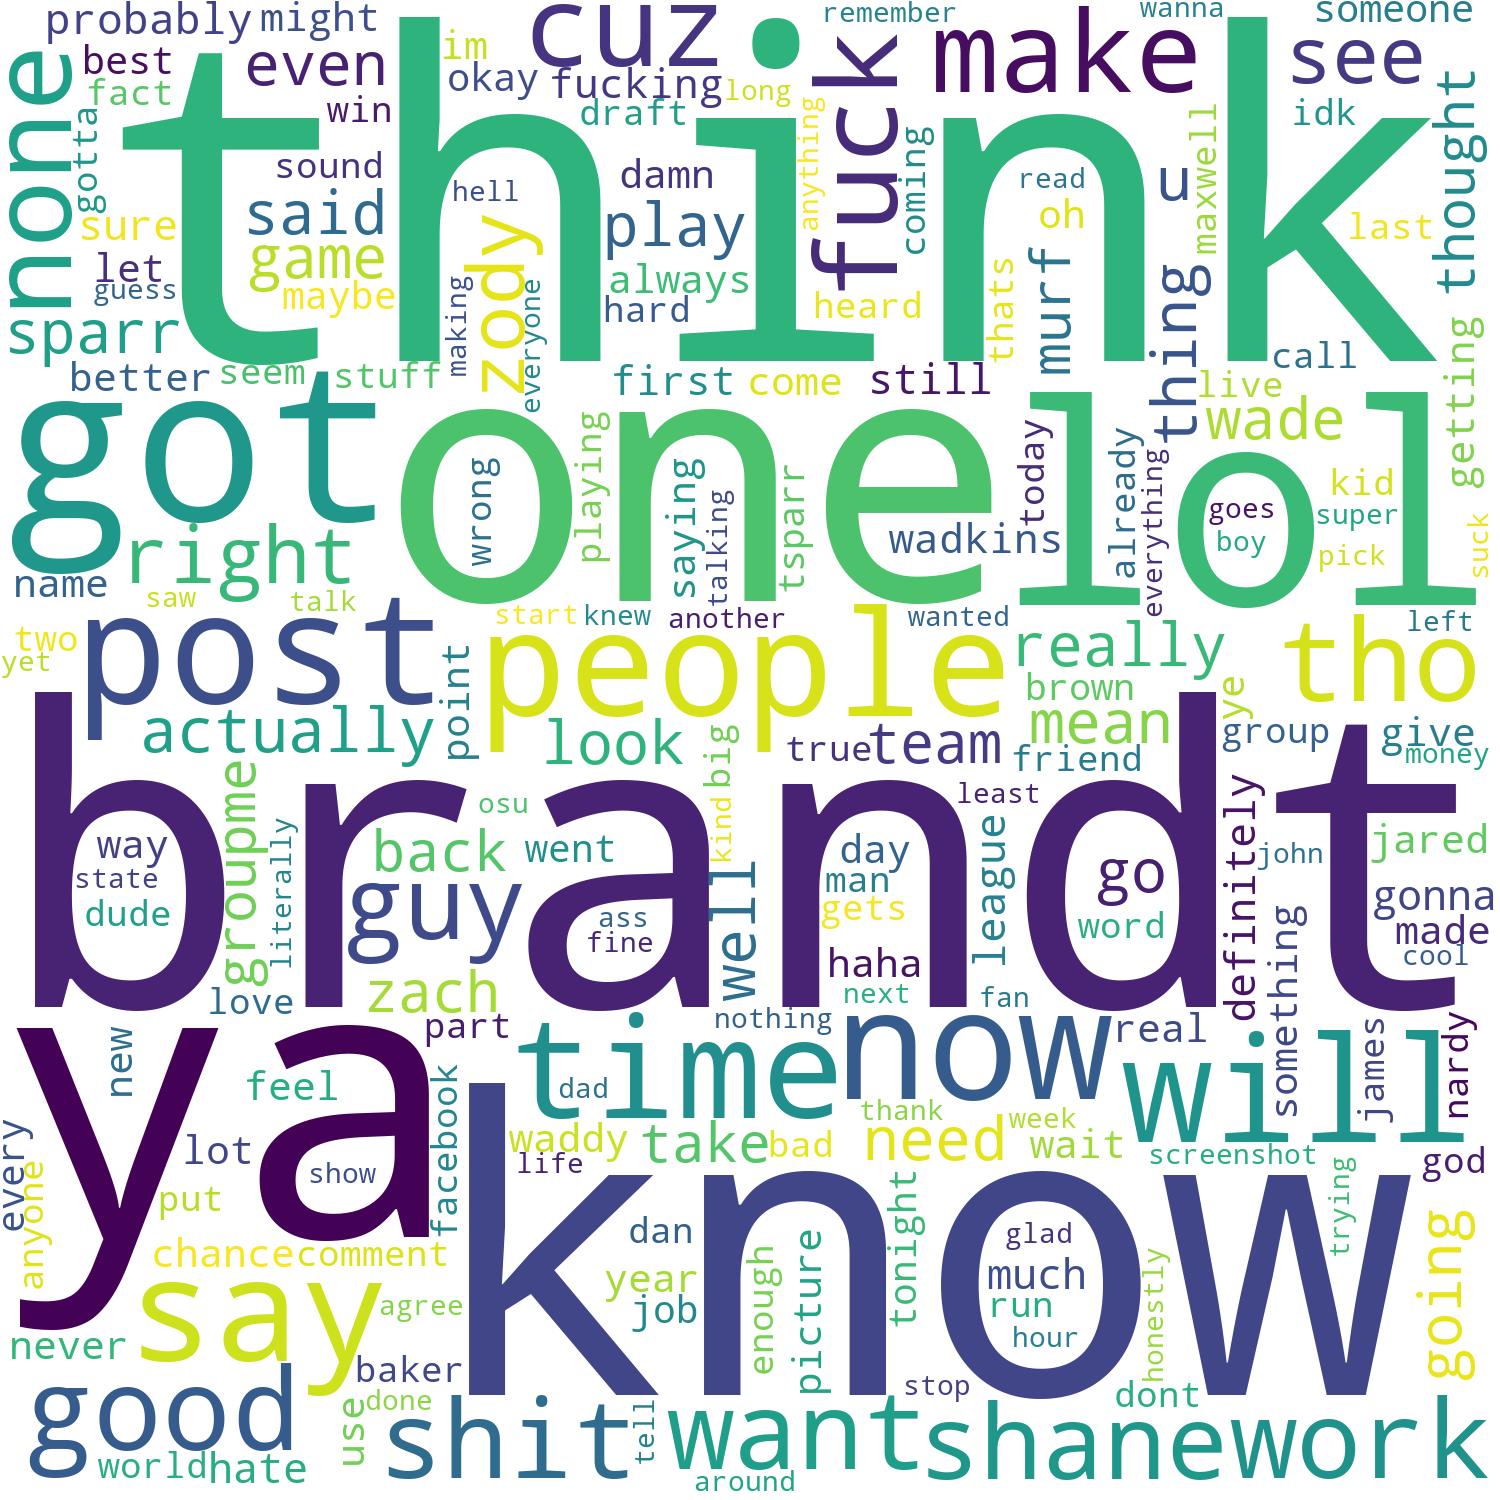 probably might cuz remember wanna someone
best im make see
fact even okay fucking long
none gotta win draft anything fuck idk thought
think
sound hell damn coming read maxwell
sure said zody play oh u last
let game always murf thing
guess maybe making everyone hard heard thats
sparr call
better seem stuff first come still live getting
got one lol wade
wrong playing saying talking tsparr today already everything goes kid
right wadkins boy super
name pick suck
saw talk start knew another wanted left
two post people really tho
yet point brown ye
actually look big true team mean group give
friend money
brandt
groupme literally osu kind least definitely
way back went day league go john jared
state guy well man word gonna
dude ass gets something made
fine haha cool
love zach next fan
new part nothing now real james nardy
ya time will
feel facebook dad thank week
every lot waddy take bad need wait screenshot god
anyone show life know trying
put dan tonight glad going
chance comment enough picture much honestly
say year run
agree job hour
never baker
good done stop dont
use shit tell want shane work
world hate around